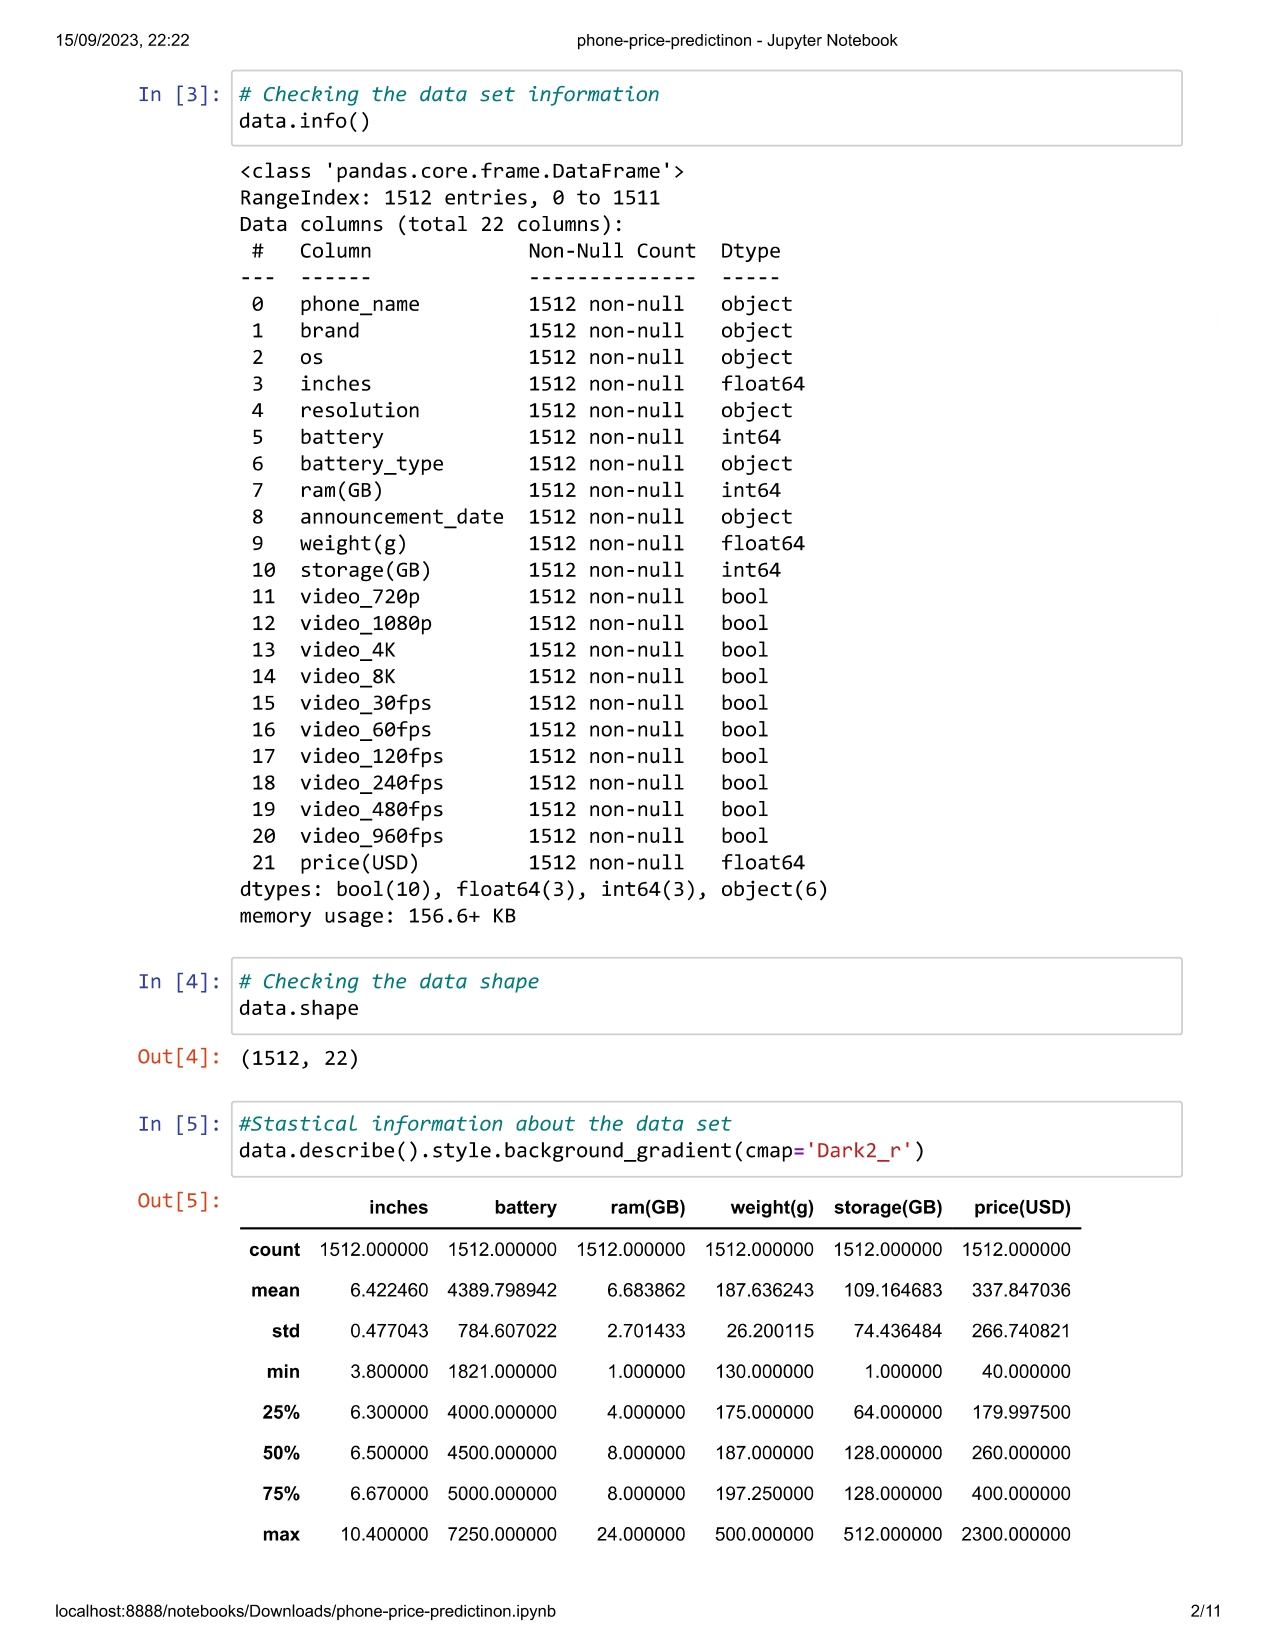 15/09/2023, 22:22 phone-price-predictinon - Jupyter Notebook
In [3]: # Checking the data set information
data.info()
<class 'pandas.core.frame.DataFrame'>
RangeIndex: 1512 entries, 0 to 1511
Data columns (total 22 columns):
 #   Column             Non-Null Count  Dtype
---  ------             --------------  -----
 0   phone_name         1512 non-null   object
 1   brand              1512 non-null   object
 2   os                 1512 non-null   object
 3   inches             1512 non-null   float64
 4   resolution         1512 non-null   object
 5   battery            1512 non-null   int64
 6   battery_type       1512 non-null   object
 7   ram(GB)            1512 non-null   int64
 8   announcement_date  1512 non-null   object
 9   weight(g)          1512 non-null   float64
 10  storage(GB)        1512 non-null   int64
 11  video_720p         1512 non-null   bool
 12  video_1080p        1512 non-null   bool
 13  video_4K           1512 non-null   bool
 14  video_8K           1512 non-null   bool
 15  video_30fps        1512 non-null   bool
 16  video_60fps        1512 non-null   bool
 17  video_120fps       1512 non-null   bool
 18  video_240fps       1512 non-null   bool
 19  video_480fps       1512 non-null   bool
 20  video_960fps       1512 non-null   bool
 21  price(USD)         1512 non-null   float64
dtypes: bool(10), float64(3), int64(3), object(6)
memory usage: 156.6+ KB
In [4]: # Checking the data shape
data.shape
Out[4]: (1512, 22)
In [5]: #Stastical information about the data set
data.describe().style.background_gradient(cmap='Dark2_r')
Out[5]: inches battery ram(GB) weight(g) storage(GB) price(USD)
count 1512.000000 1512.000000 1512.000000 1512.000000 1512.000000 1512.000000
mean 6.422460 4389.798942 6.683862 187.636243 109.164683 337.847036
std 0.477043 784.607022 2.701433 26.200115 74.436484 266.740821
min 3.800000 1821.000000 1.000000 130.000000 1.000000 40.000000
25% 6.300000 4000.000000 4.000000 175.000000 64.000000 179.997500
50% 6.500000 4500.000000 8.000000 187.000000 128.000000 260.000000
75% 6.670000 5000.000000 8.000000 197.250000 128.000000 400.000000
max 10.400000 7250.000000 24.000000 500.000000 512.000000 2300.000000
localhost:8888/notebooks/Downloads/phone-price-predictinon.ipynb 2/11